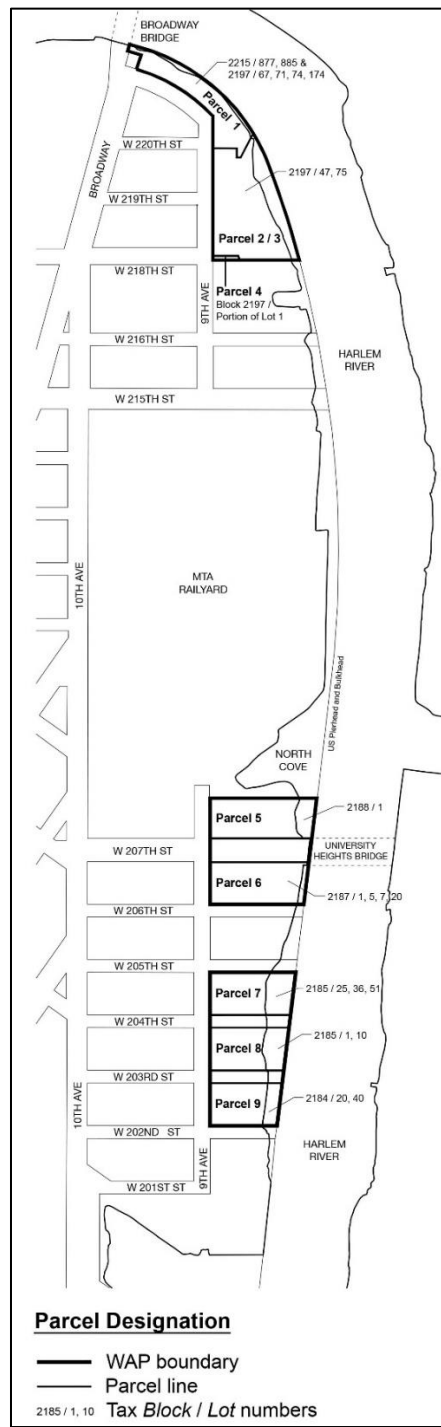 BROADWAY
BRIDGE
2215 / 877, 885 &
2197 / 67, 71, 74, 174
Parcel 1
W 220TH ST
BROADWAY
2197 / 47, 75
W 219TH ST
Parcel 2 / 3
W 218TH ST
9TH AVE
Parcel 4
Block 2197 /
Portion of Lot 1
W 216TH ST
HARLEM
RIVER
W 215TH ST
10TH AVE
MTA
RAILYARD
US Pierhead and Bulkhead
NORTH
COVE
Parcel 5
2188 / 1
W 207TH ST
UNIVERSITY
HEIGHTS BRIDGE
Parcel 6
2187 / 1, 5, 7, 20
W 206TH ST
W 205TH ST
Parcel 7
2185 / 25, 36, 51
W 204TH ST
Parcel 8
2185 / 1, 10
W 203RD ST
10TH AVE
Parcel 9
2184 / 20, 40
W 202ND ST
HARLEM
RIVER
9TH AVE
W 201ST ST
Parcel Designation
WAP boundary
Parcel line
2185 / 1, 10 Tax Block / Lot numbers